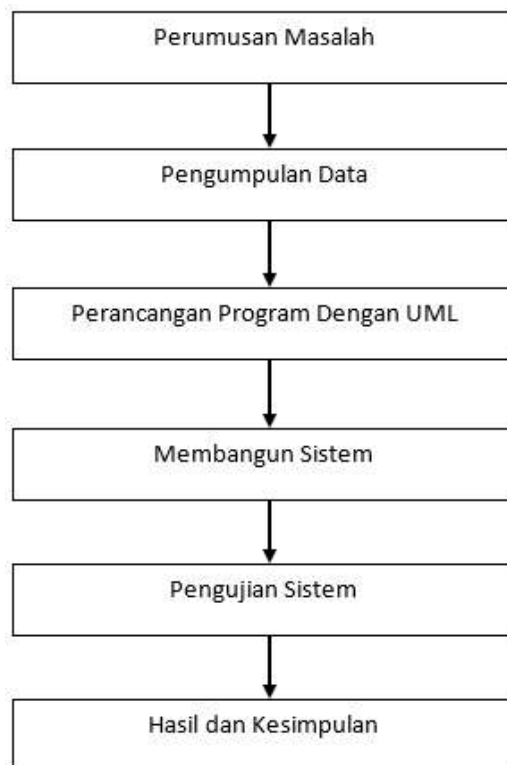 Perumusan Masalah
Pengumpulan Data
Perancangan Program Dengan UML
Membangun Sistem
Pengujian Sistem
Hasil dan Kesimpulan